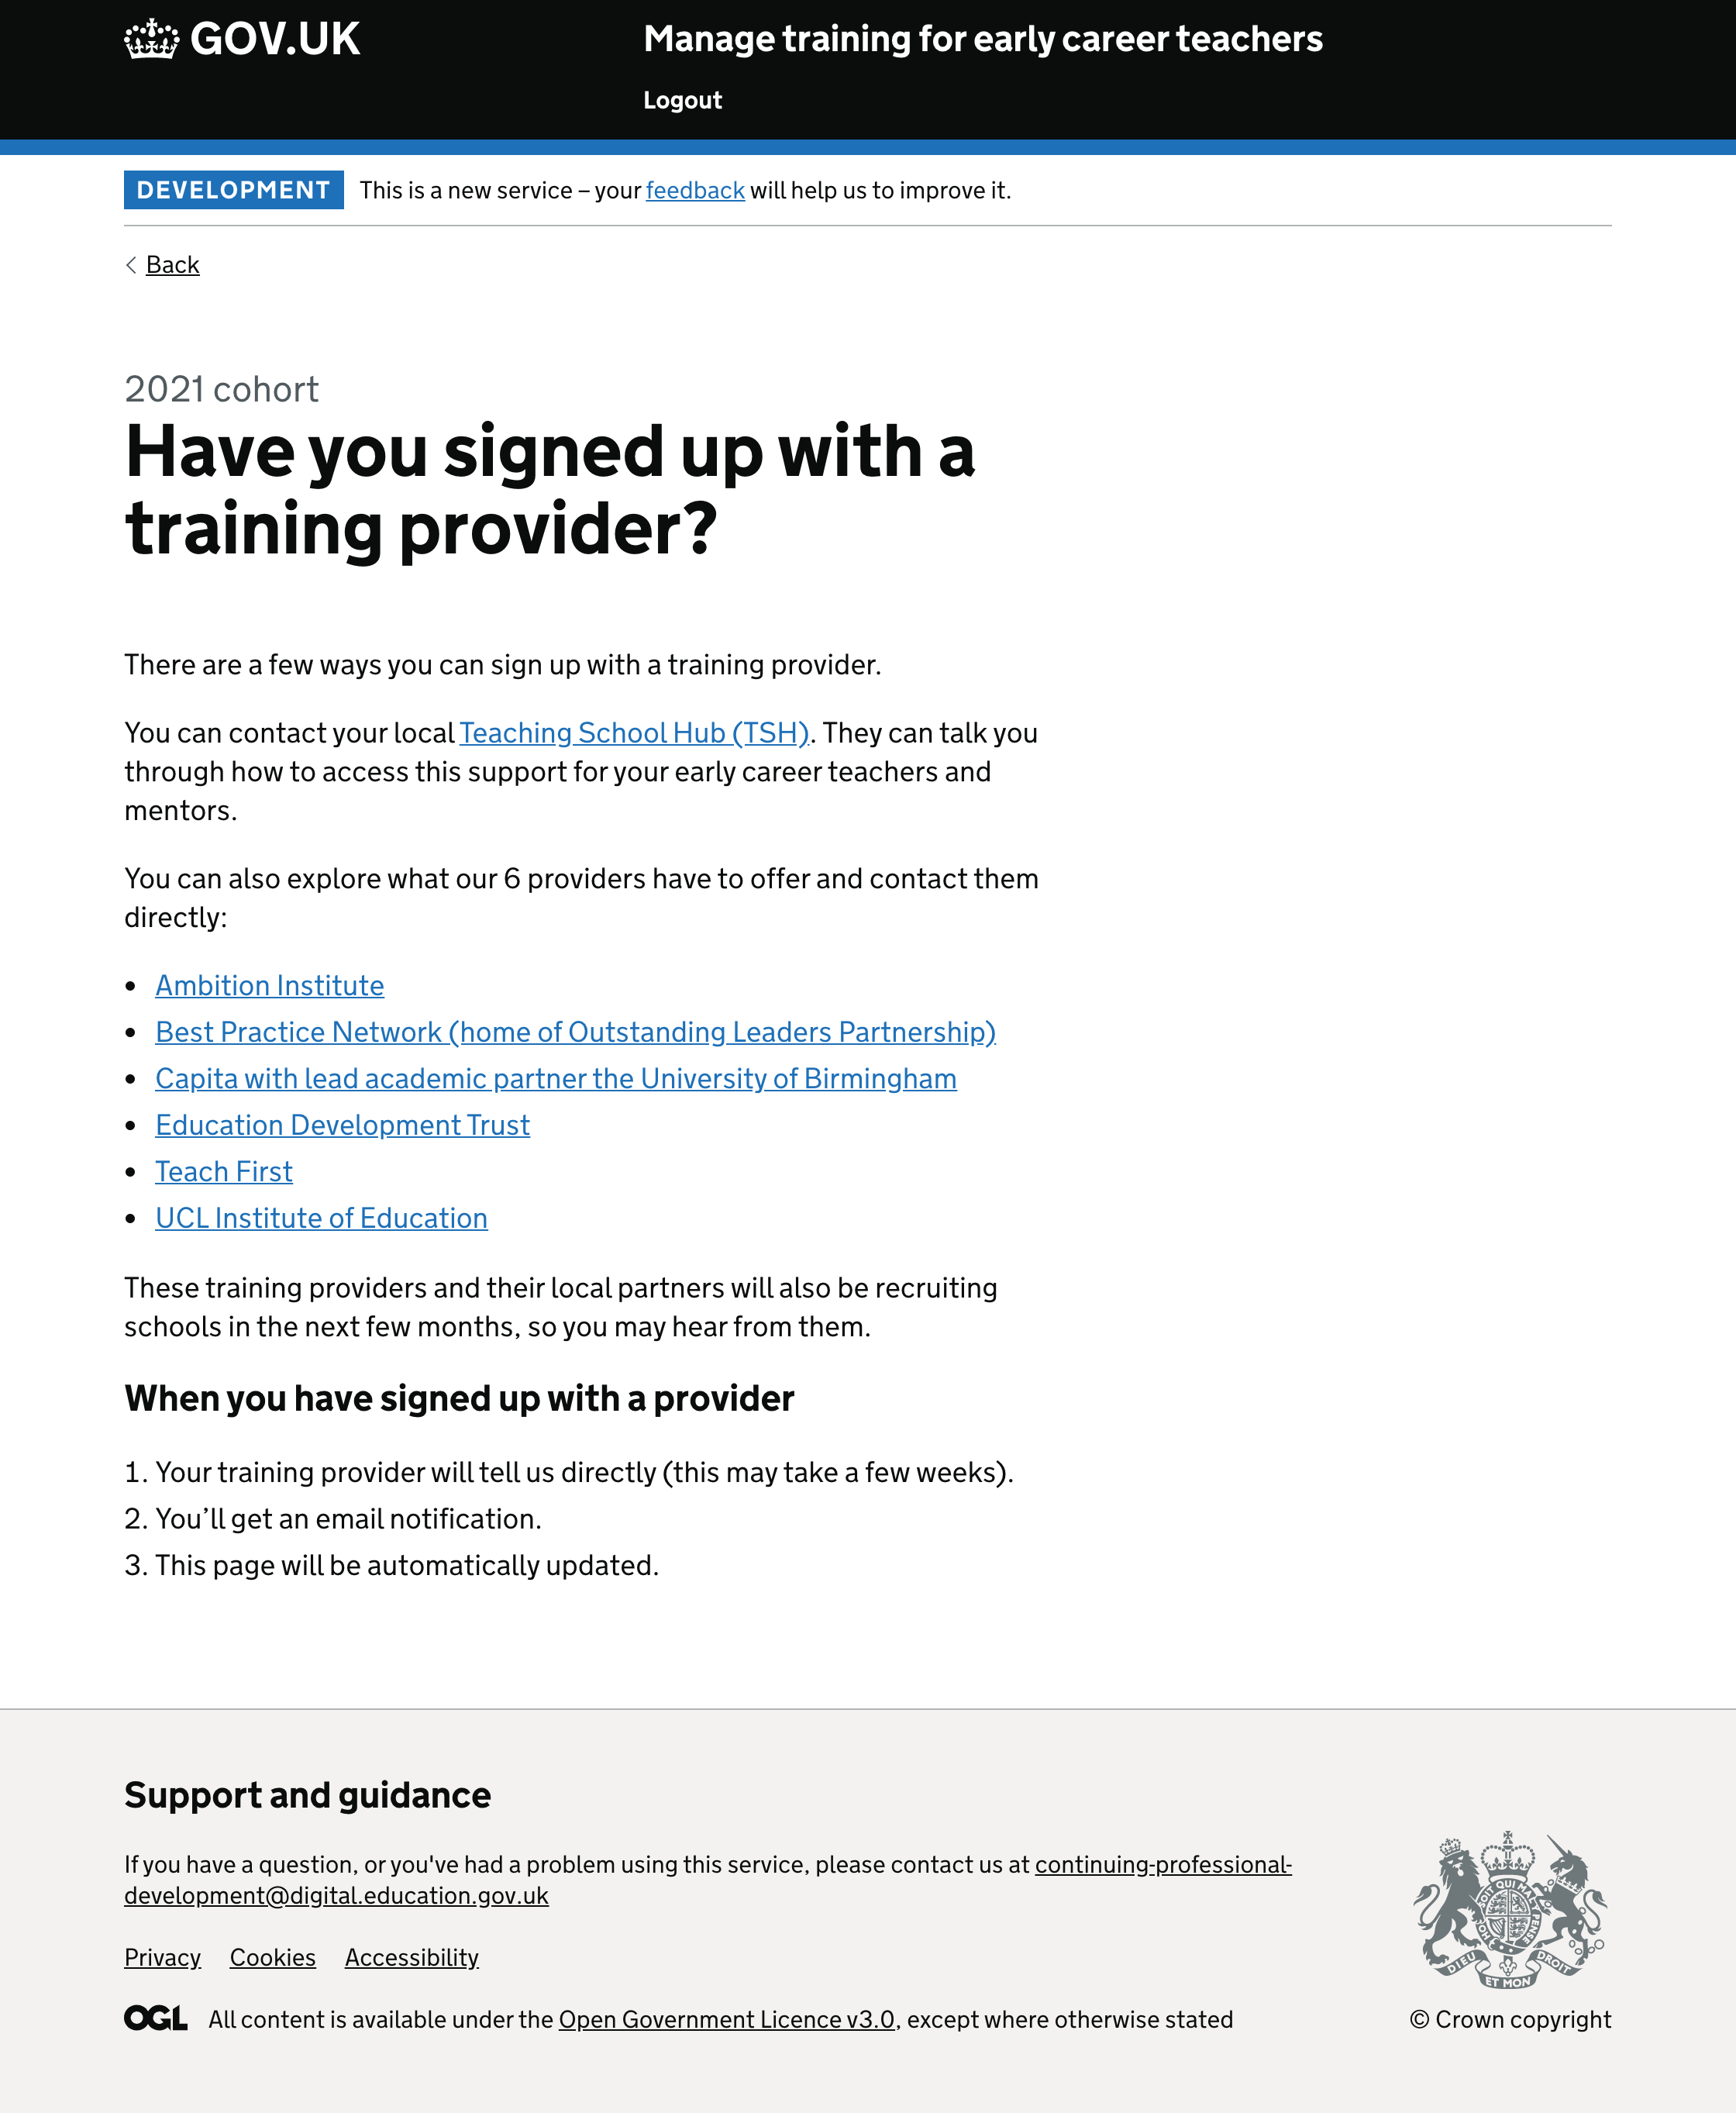 GOV.UK
Manage training for early career teachers
Logout
DEVELOPMENT This is a new service – your feedback will help us to improve it.
Back
2021 cohort
Have you signed up with a
training provider?
There are a few ways you can sign up with a training provider.
You can contact your local Teaching School Hub (TSH). They can talk you
through how to access this support for your early career teachers and
mentors.
You can also explore what our 6 providers have to offer and contact them
directly:
• Ambition Institute
• Best Practice Network (home of Outstanding Leaders Partnership)
• Capita with lead academic partner the University of Birmingham
• Education Development Trust
• Teach First
• UCL Institute of Education
These training providers and their local partners will also be recruiting
schools in the next few months, so you may hear from them.
When you have signed up with a provider
1. Your training provider will tell us directly (this may take a few weeks).
2. You’ll get an email notification.
3. This page will be automatically updated.
Support and guidance
If you have a question, or you've had a problem using this service, please contact us at continuing-professional-
development@digital.education.gov.uk
Privacy Cookies Accessibility
OGL All content is available under the Open Government Licence v3.0, except where otherwise stated
DIEU ET MON DROIT
© Crown copyright